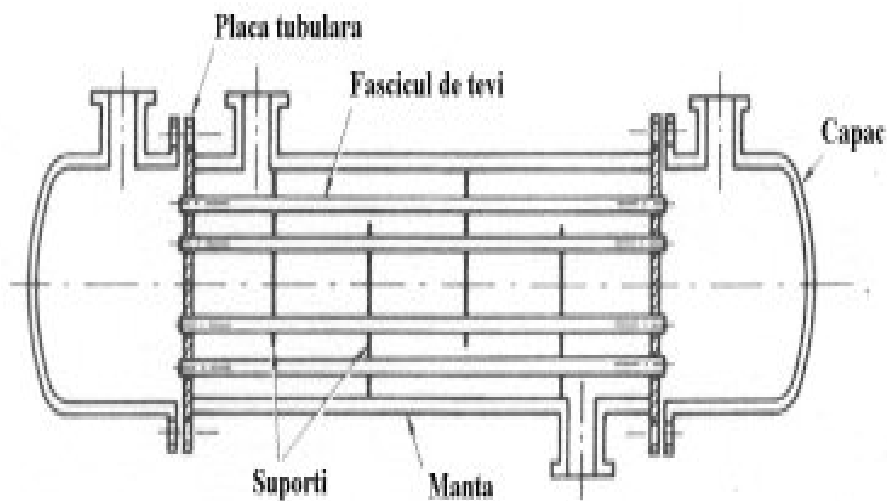 Placa tubulara
Fascicul de tevi
Capac
Suporti
Manta